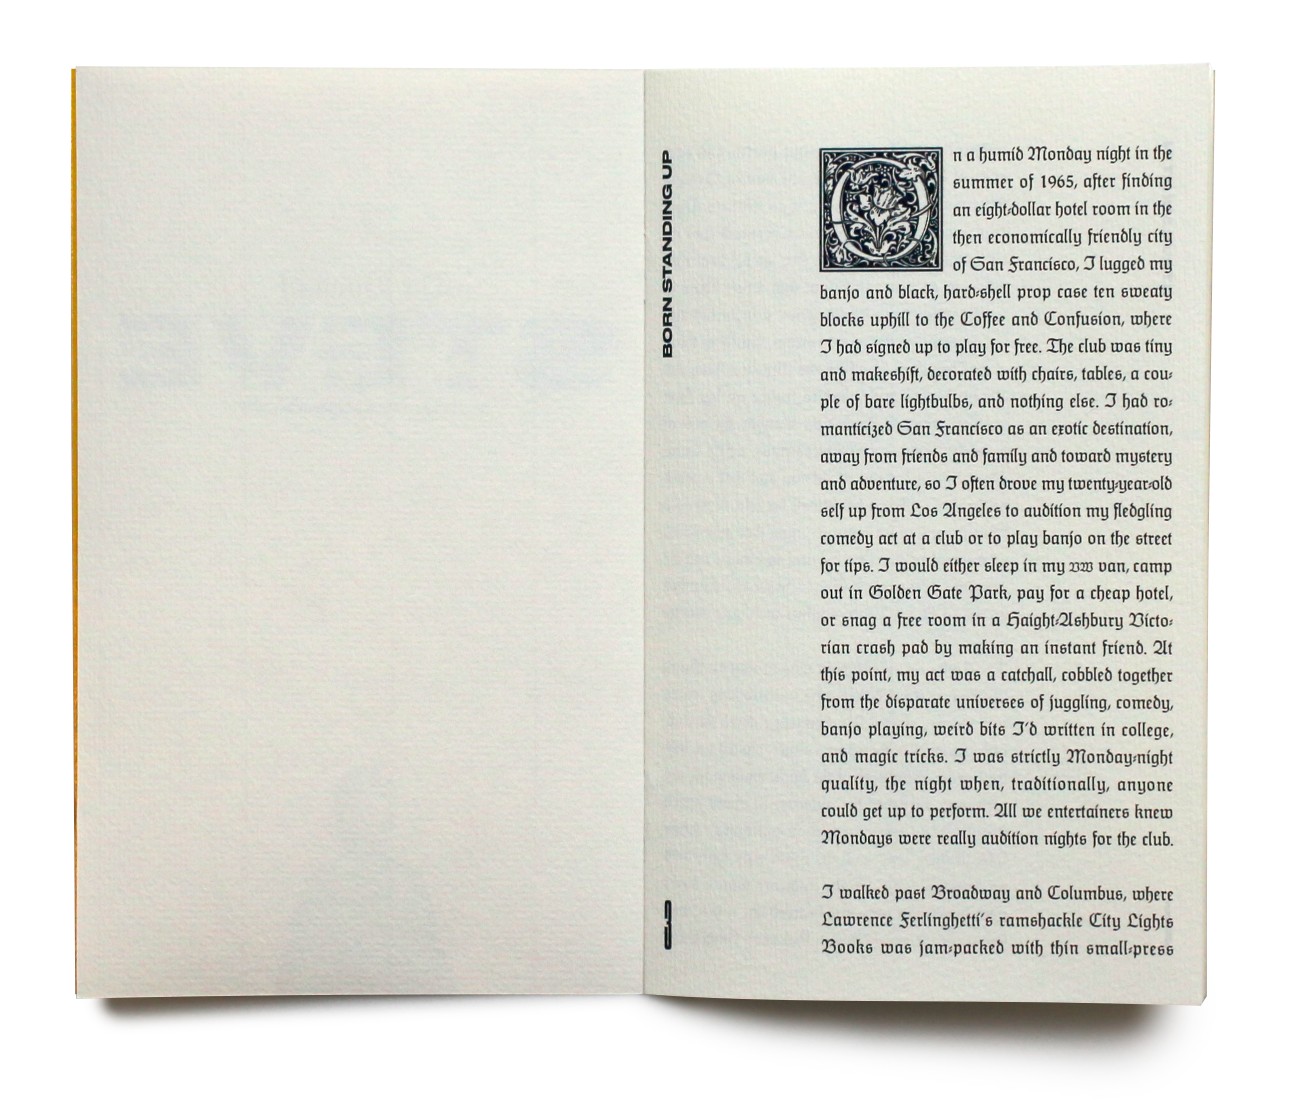 BORN STANDING UP
On a humid Monday night in the
summer of 1965, after finding
an eight-dollar hotel room in the
then economically friendly city
of San Francisco, I lugged my
banjo and black, hard-shell prop case ten sweaty
blocks uphill to the Coffee and Confusion, where
I had signed up to play for free. The club was tiny
and makeshift, decorated with chairs, tables, a cou-
ple of bare lightbulbs, and nothing else. I had ro-
manticized San Francisco as an exotic destination,
away from friends and family and toward mystery
and adventure, so I often drove my twenty-year-old
self up from Los Angeles to audition my fledgling
comedy act at a club or to play banjo on the street
for tips. I would either sleep in my VW van, camp
out in Golden Gate Park, pay for a cheap hotel,
or snag a free room in a Haight-Ashbury Victo-
rian crash pad by making an instant friend. At
this point, my act was a catchall, cobbled together
from the disparate universes of juggling, comedy,
banjo playing, weird bits I'd written in college,
and magic tricks. I was strictly Monday-night
quality, the night when, traditionally, anyone
could get up to perform. All we entertainers knew
Mondays were really audition nights for the club.
I walked past Broadway and Columbus, where
Lawrence Ferlinghetti's ramshackle City Lights
Books was jam-packed with thin small-press